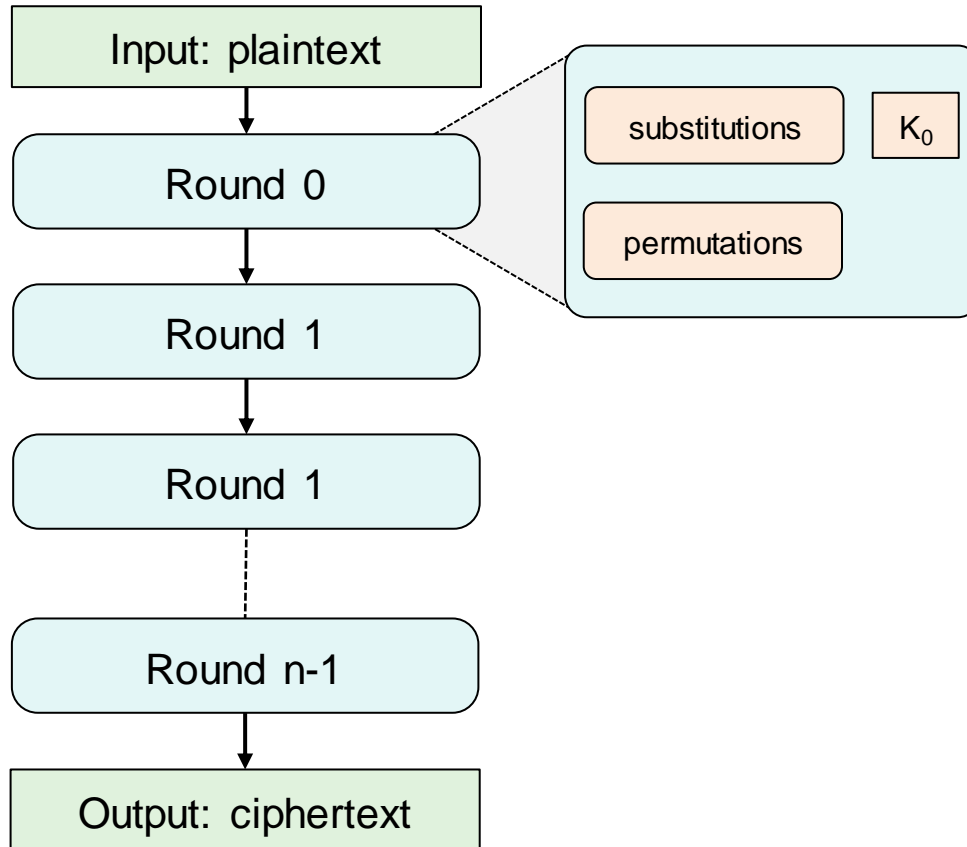 Input: plaintext
substitutions
K₀
Round 0
permutations
Round 1
Round 1
Round n-1
Output: ciphertext